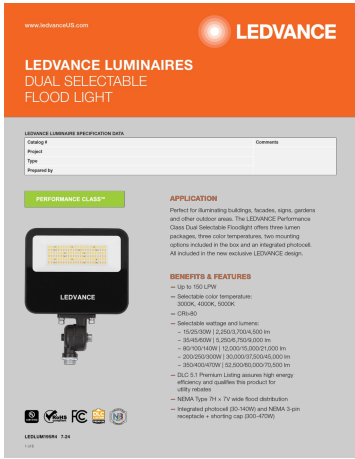 www.ledvanceUS.com
LEDVANCE
LEDVANCE LUMINAIRES
DUAL SELECTABLE
FLOOD LIGHT
LEDVANCE LUMINAIRE SPECIFICATION DATA
Catalog #
Comments
Project
Type
Prepared by
PERFORMANCE CLASS™
LEDVANCE
APPLICATION
Perfect for illuminating buildings, facades, signs, gardens
and other outdoor areas. The LEDVANCE Performance
Class Dual Selectable Floodlight offers three lumen
packages, three color temperatures, two mounting
options included in the box and an integrated photocell.
All included in the new exclusive LEDVANCE design.
BENEFITS & FEATURES
— Up to 150 LPW
— Selectable color temperature:
3000K, 4000K, 5000K
— CRI>80
— Selectable wattage and lumens:
– 15/25/30W | 2,250/3,700/4,500 lm
– 35/45/60W | 5,250/6,750/9,000 lm
– 80/100/140W | 12,000/15,000/21,000 lm
– 200/250/300W | 30,000/37,500/45,000 lm
– 350/400/470W | 52,500/60,000/70,500 lm
— DLC 5.1 Premium Listing assures high energy
efficiency and qualifies this product for
utility rebates
— NEMA Type 7H × 7V wide flood distribution
— Integrated photocell (30-140W) and NEMA 3-pin
receptacle + shorting cap (300-470W)
RoHS
FC
LEDLUM166R4 7-24